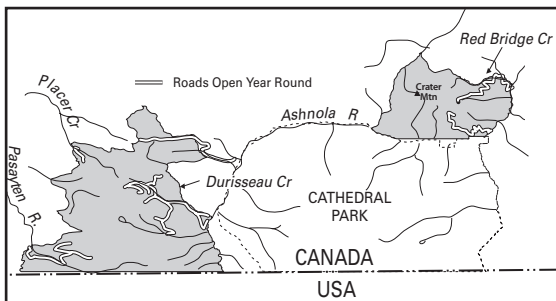 Red Bridge Cr
Crater
Mtn
Roads Open Year Round
Placer Cr
Ashnola R
Pasayten R.
Durisseau Cr
CATHEDRAL
PARK
CANADA
USA